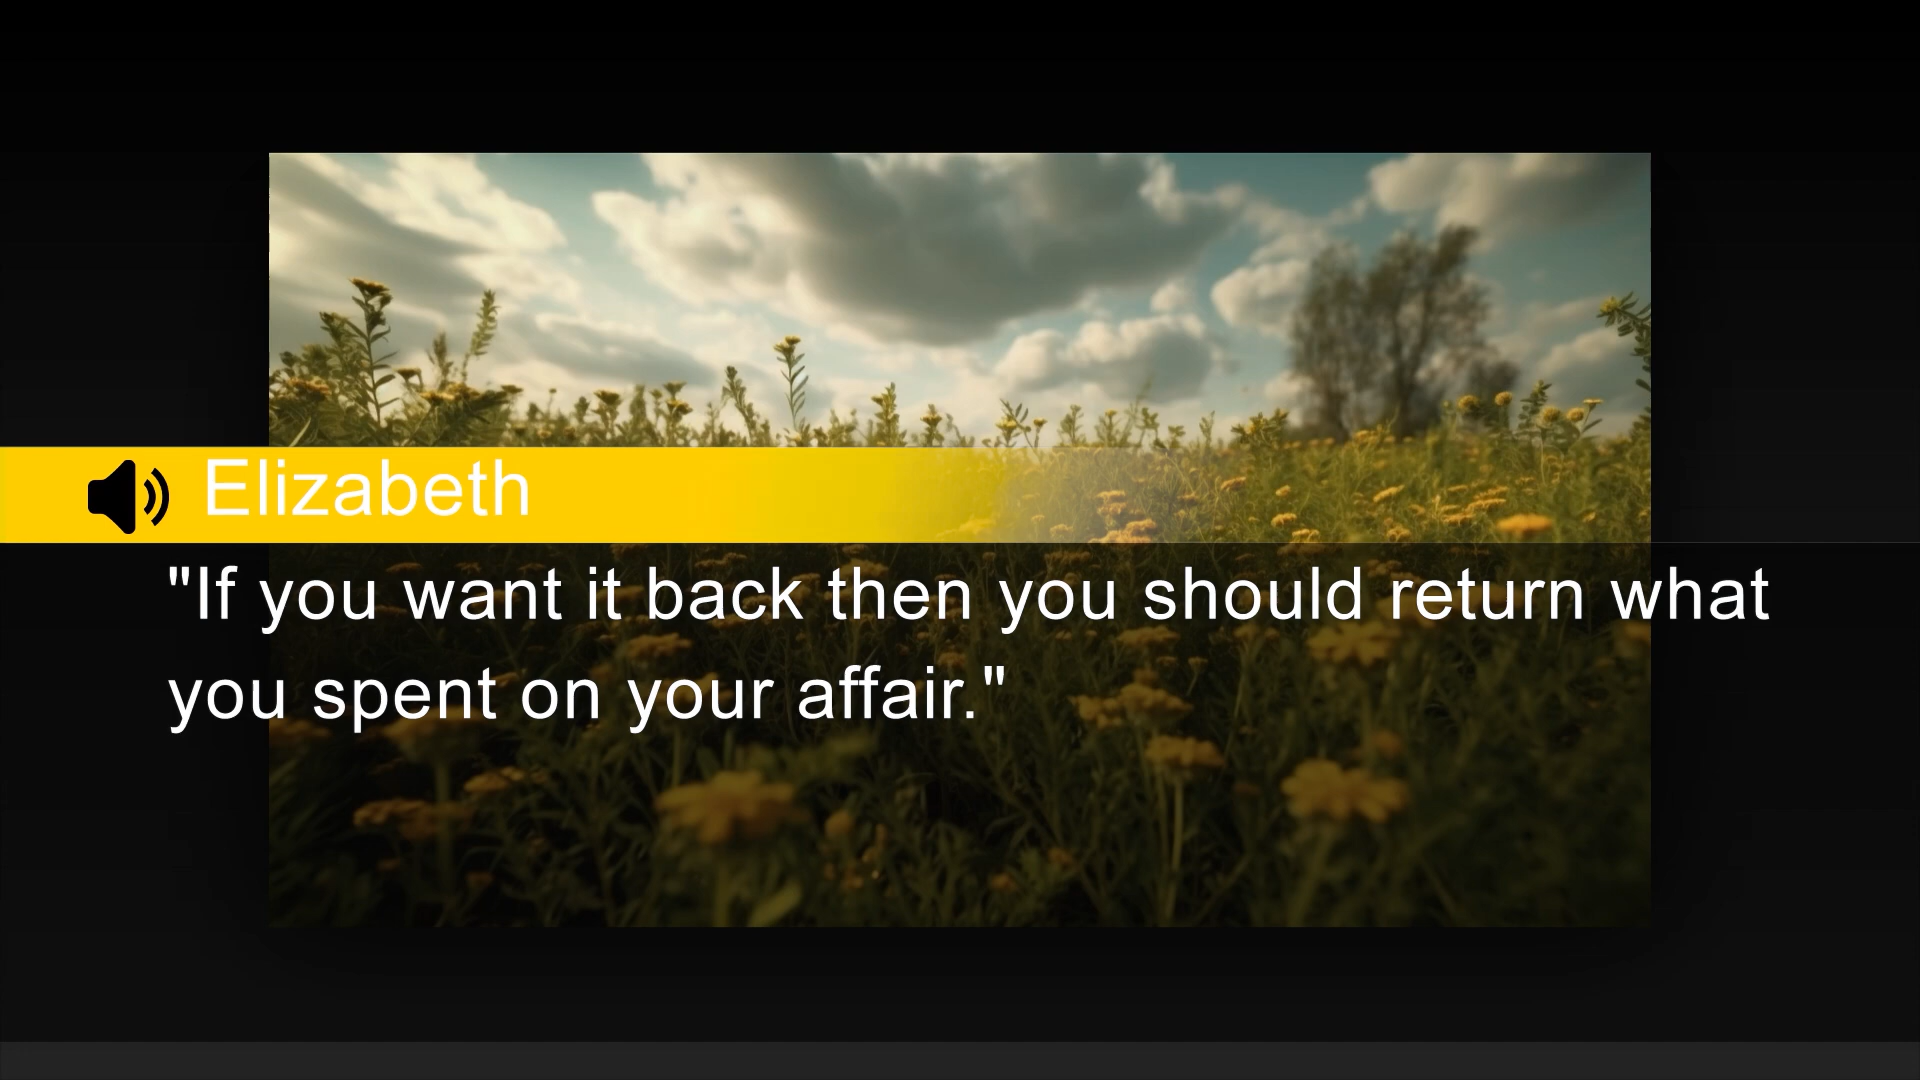 Elizabeth
"If you want it back then you should return what
you spent on your affair."